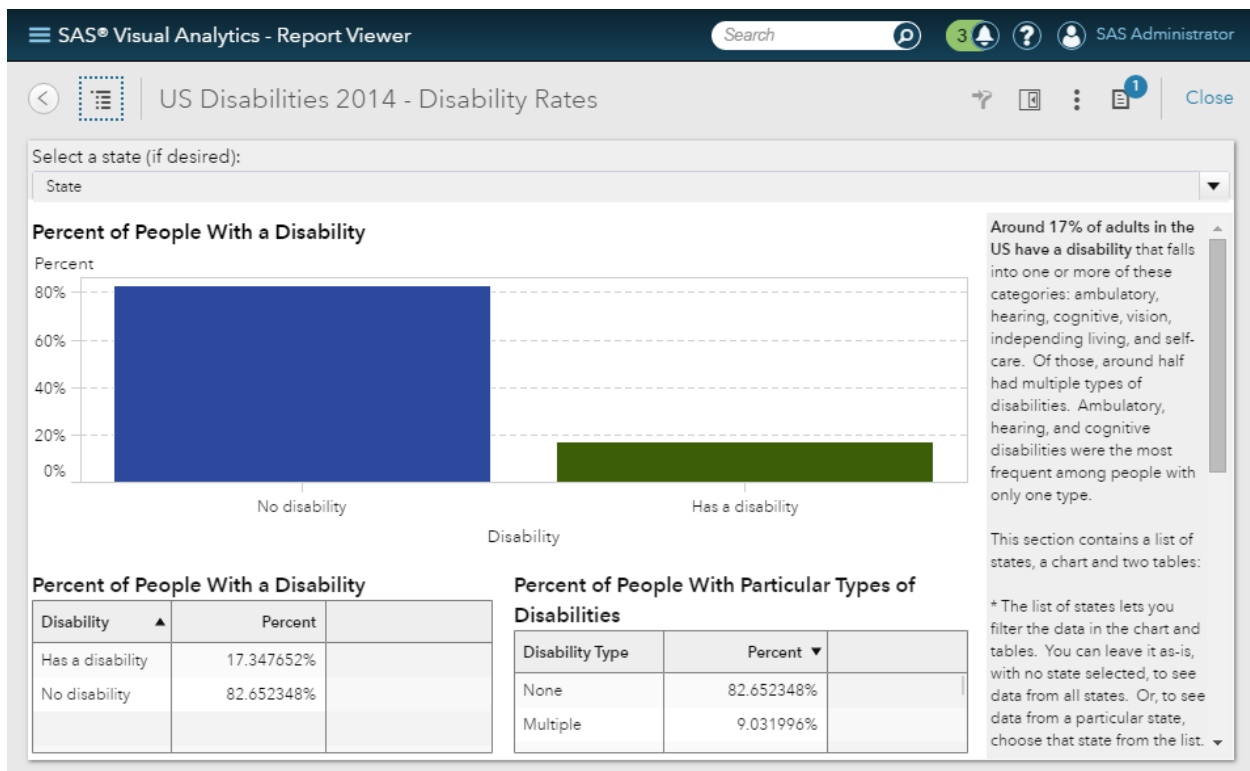 SAS® Visual Analytics - Report Viewer
Search
3
?
SAS Administrator
US Disabilities 2014 - Disability Rates
1
Close
Select a state (if desired):
State
Percent of People With a Disability
Percent
80%
60%
40%
20%
0%
No disability
Has a disability
Disability
Percent of People With a Disability
Disability Percent
Has a disability 17.347652%
No disability 82.652348%
Percent of People With Particular Types of
Disabilities
Disability Type Percent
None 82.652348%
Multiple 9.031996%
Around 17% of adults in the
US have a disability that falls
into one or more of these
categories: ambulatory,
hearing, cognitive, vision,
independing living, and self-
care. Of those, around half
had multiple types of
disabilities. Ambulatory,
hearing, and cognitive
disabilities were the most
frequent among people with
only one type.
This section contains a list of
states, a chart and two tables:
* The list of states lets you
filter the data in the chart and
tables. You can leave it as-is,
with no state selected, to see
data from all states. Or, to see
data from a particular state,
choose that state from the list.